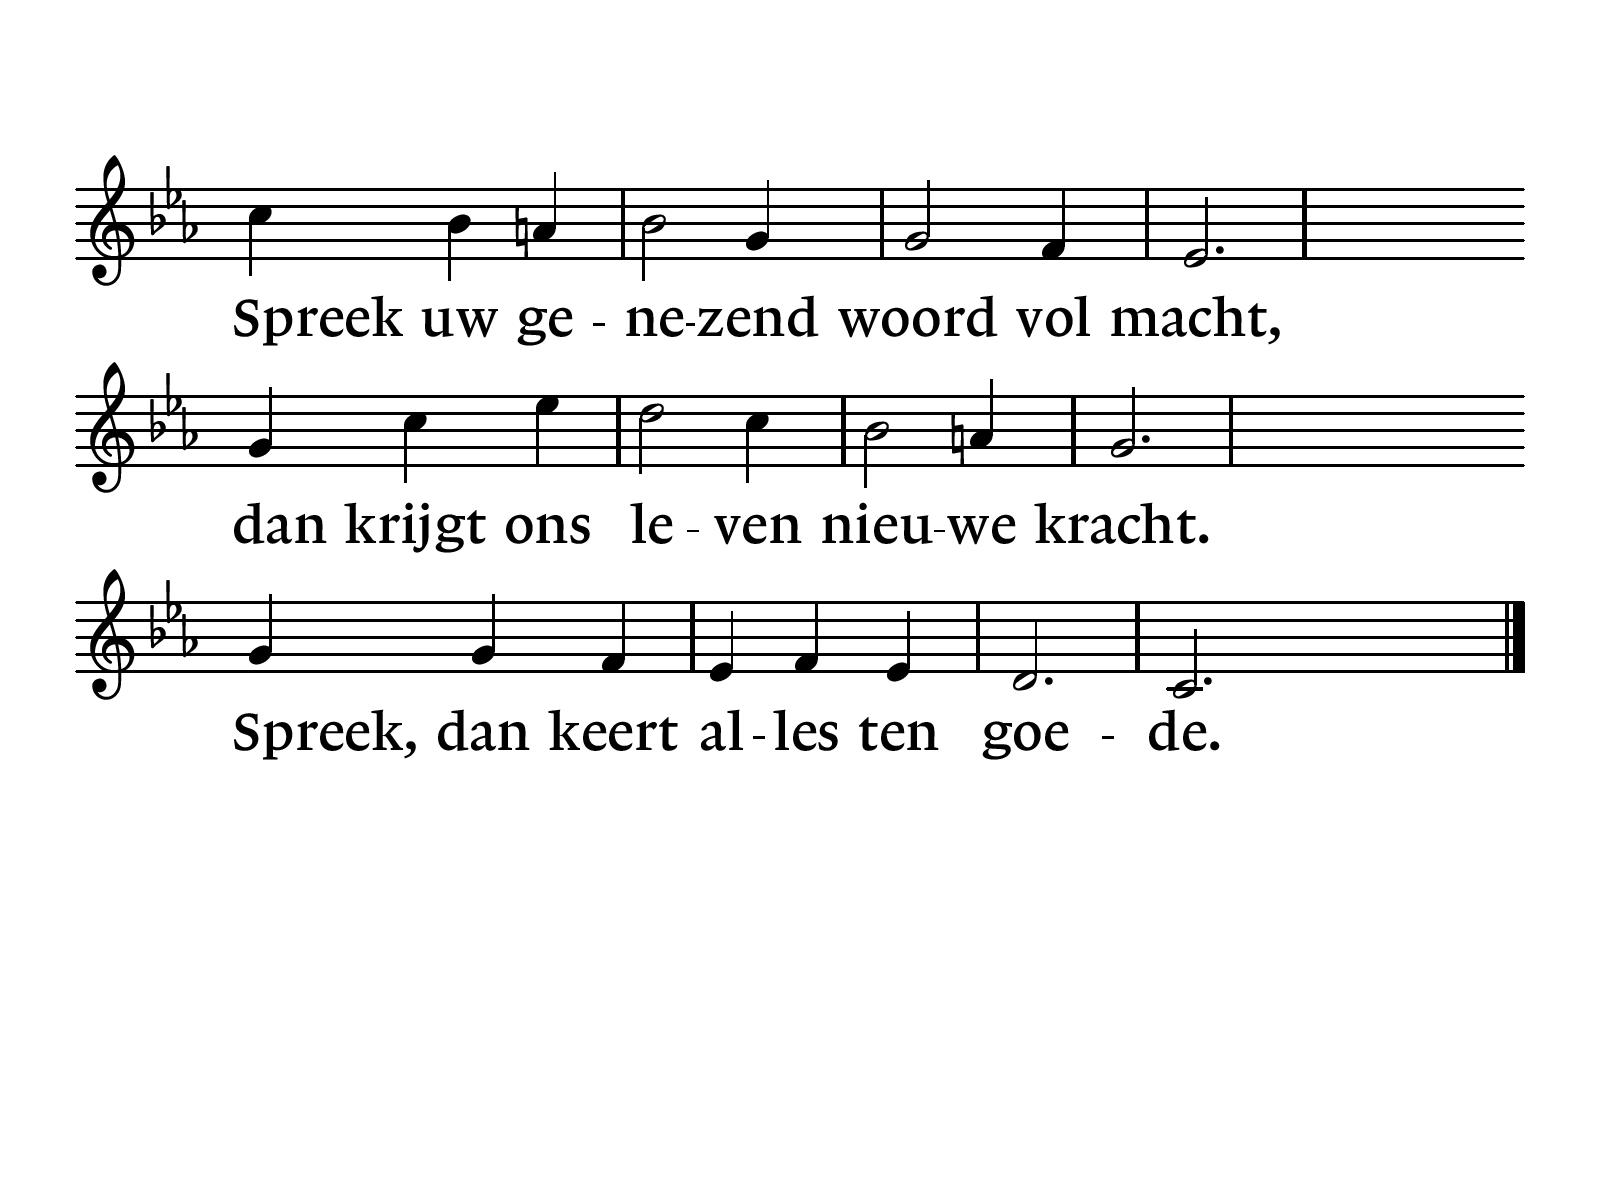 Spreek uw ge - ne-zend woord vol macht,
dan krijgt ons le - ven nieu-we kracht.
Spreek, dan keert al - les ten goe - de.